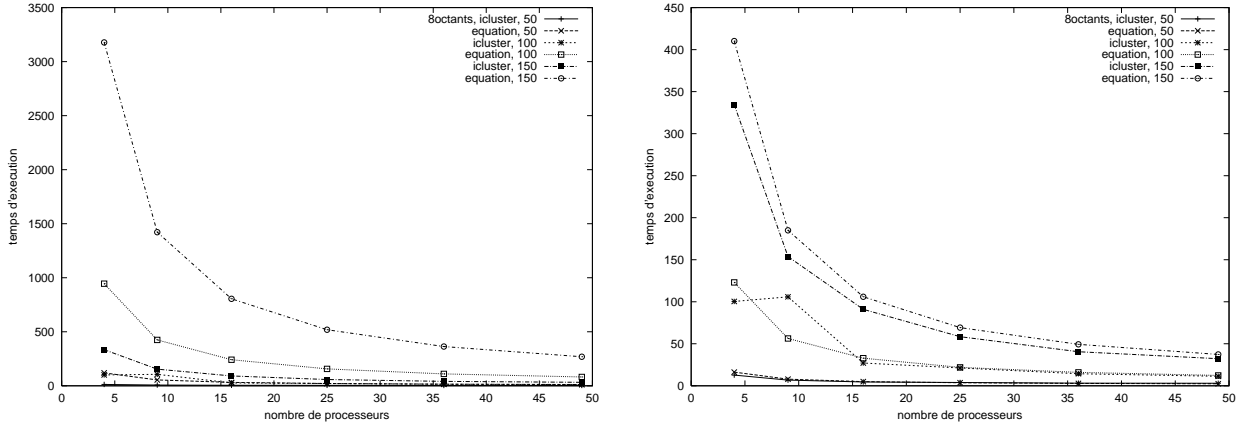 temps d'execution
3500
3000
2500
2000
1500
1000
500
0
0 5 10 15 20 25 30 35 40 45 50
nombre de processeurs
8octants, icluster, 50
equation, 50
icluster, 100
equation, 100
icluster, 150
equation, 150
temps d'execution
450
400
350
300
250
200
150
100
50
0
0 5 10 15 20 25 30 35 40 45 50
nombre de processeurs
8octants, icluster, 50
equation, 50
icluster, 100
equation, 100
icluster, 150
equation, 150